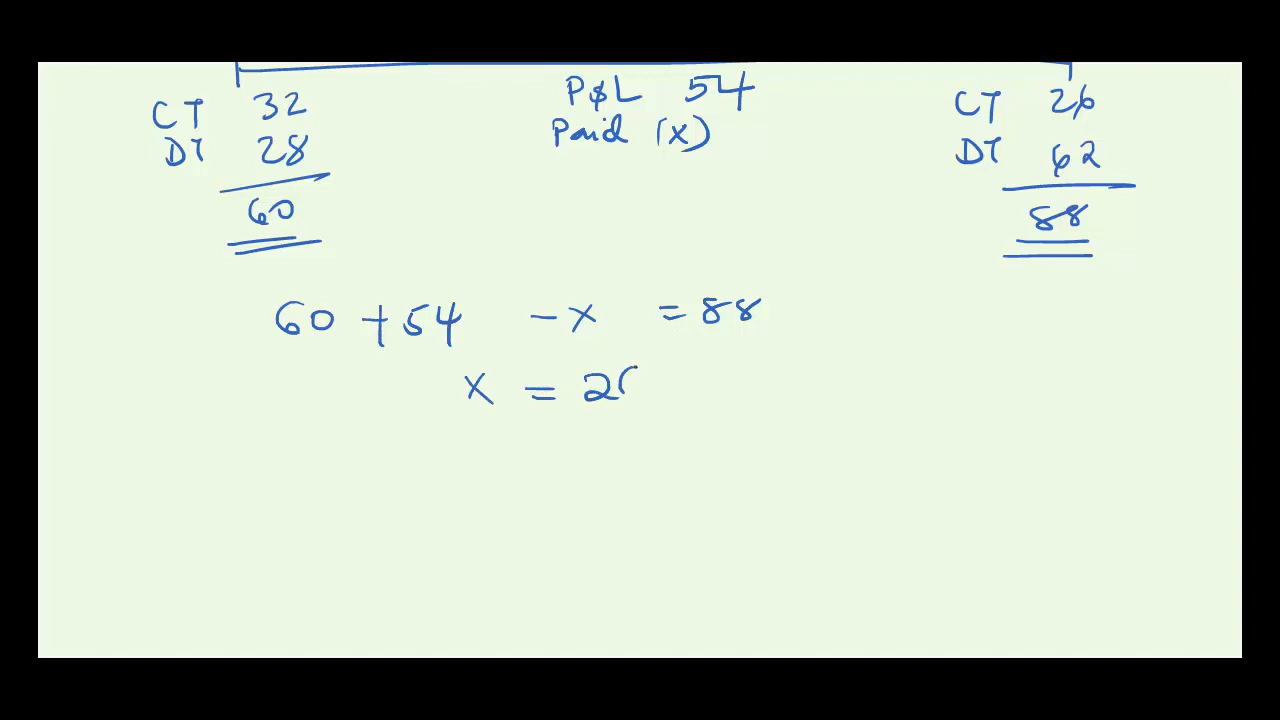 CT 32
DT 28
60
P$L 54
Paid (x)
CT 26
DT 62
88
60 + 54 - x = 88
x = 2